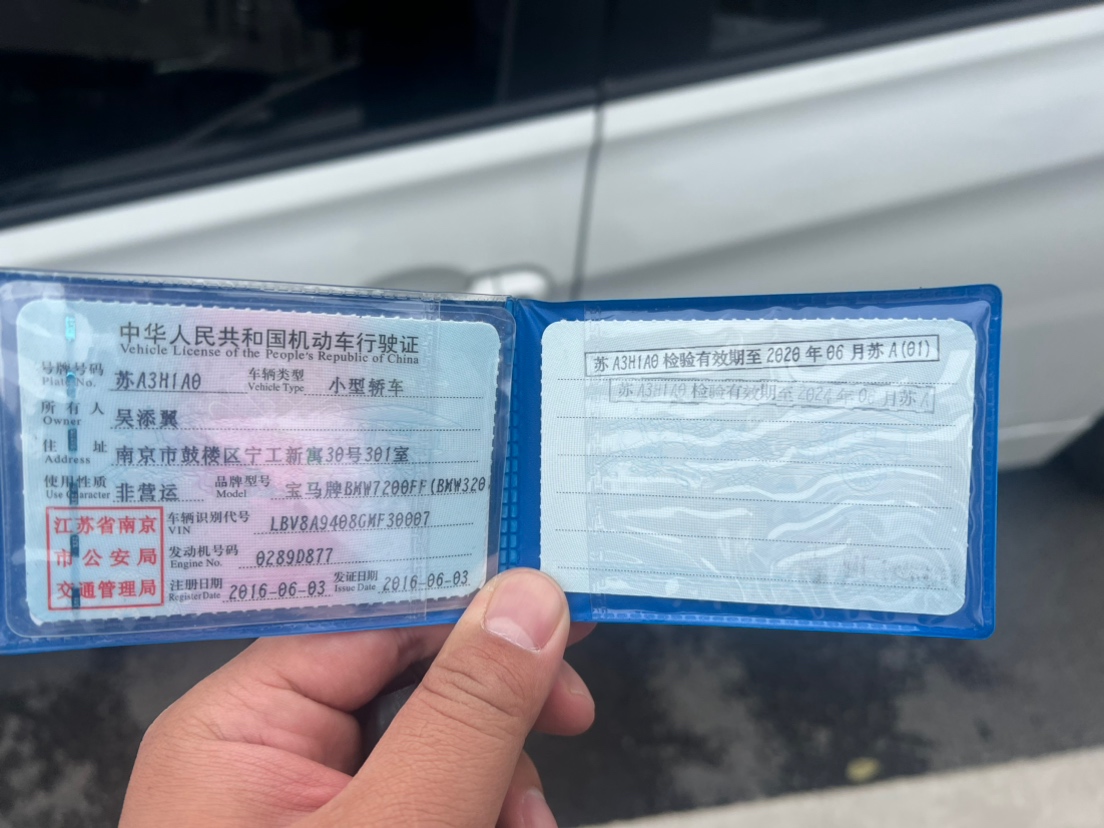 中华人民共和国机动车行驶证
Vehicle License of the People's Republic of China
号牌号码 苏A3H1A0 车辆类型 小型轿车
Plate No. Vehicle Type
所有人 吴添翼
Owner
住址 南京市鼓楼区宁工新寓30号301室
Address
使用性质 非营运 品牌型号 宝马牌BMW7200FF(BMW320
Use Character Model
江苏省南京
市公安局
交通管理局
车辆识别代号 LBV8A9408GMF30007
VIN
发动机号码 0289D877
Engine No.
注册日期 2016-06-03 发证日期 2016-06-03
Register Date Issue Date
苏A3H1A0检验有效期至2020年06月苏A(01)
苏A3H1A0检验有效期至2024年06月苏A